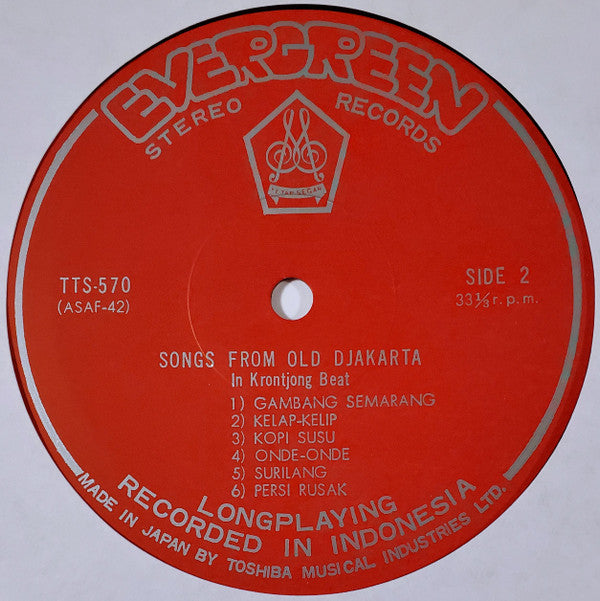 EVERGREEN
STEREO RECORDS
TTS-570
(ASAF-42)
SIDE 2
33⅓ r.p.m.
SONGS FROM OLD DJAKARTA
In Krontjong Beat
1) GAMBANG SEMARANG
2) KELAP-KELIP
3) KOPI SUSU
4) ONDE-ONDE
5) SURILANG
6) PERSI RUSAK
LONGPLAYING
RECORDED IN INDONESIA
MADE IN JAPAN BY TOSHIBA MUSICAL INDUSTRIES LTD.